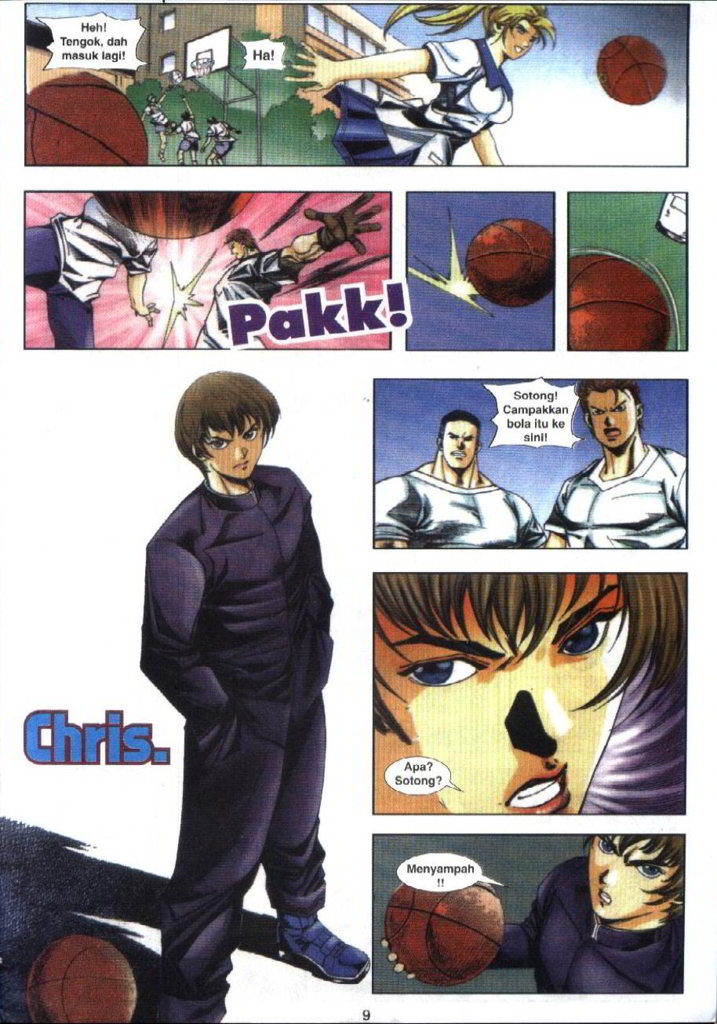 Heh!
Tengok, dah
masuk lagi!
Ha!
Pakk!
Sotong!
Campakkan
bola itu ke
sini!
Chris.
Apa?
Sotong?
Menyampah
!!
9